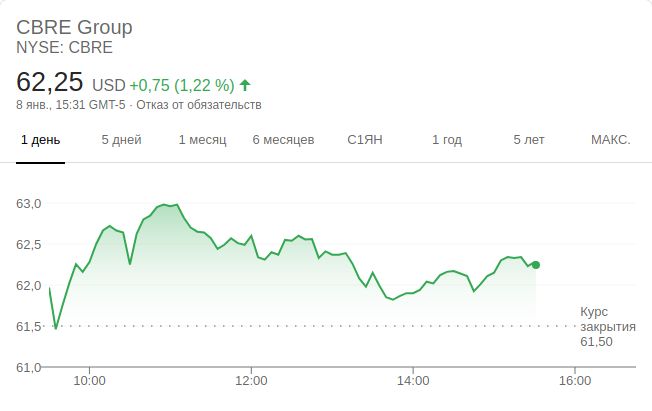 CBRE Group
NYSE: CBRE
62,25 USD +0,75 (1,22 %)
8 янв., 15:31 GMT-5 · Отказ от обязательств
1 день 5 дней 1 месяц 6 месяцев С1ЯН 1 год 5 лет МАКС.
63,0
62,5
62,0
Курс
61,5 закрытия
61,50
61,0
10:00 12:00 14:00 16:00